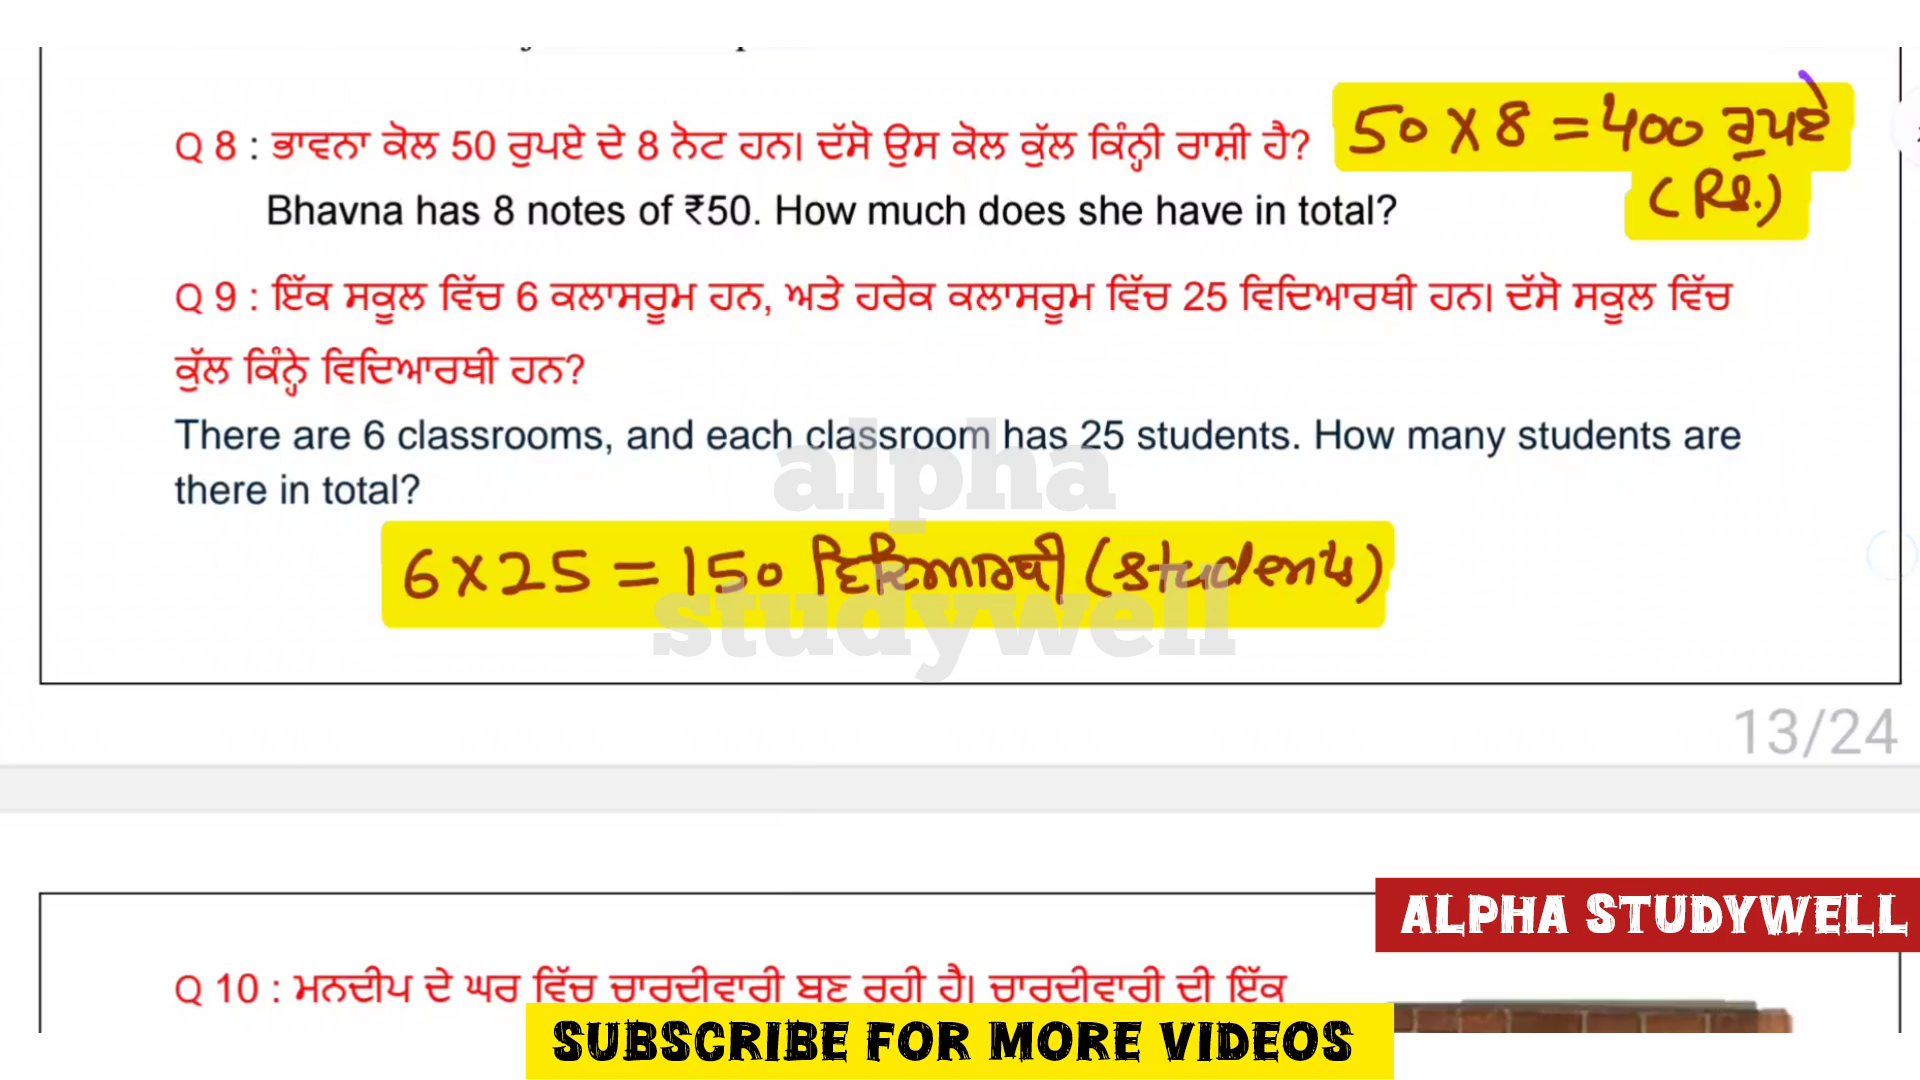 Q 8 : ਭਾਵਨਾ ਕੋਲ 50 ਰੁਪਏ ਦੇ 8 ਨੋਟ ਹਨ। ਦੱਸੋ ਉਸ ਕੋਲ ਕੁੱਲ ਕਿੰਨ੍ਹੀ ਰਾਸ਼ੀ ਹੈ? 50 X 8 = 400 ਰੁਪਏ
(Rs.)
Bhavna has 8 notes of ₹50. How much does she have in total?
Q 9 : ਇੱਕ ਸਕੂਲ ਵਿੱਚ 6 ਕਲਾਸਰੂਮ ਹਨ, ਅਤੇ ਹਰੇਕ ਕਲਾਸਰੂਮ ਵਿੱਚ 25 ਵਿਦਿਆਰਥੀ ਹਨ। ਦੱਸੋ ਸਕੂਲ ਵਿੱਚ
ਕੁੱਲ ਕਿੰਨ੍ਹੇ ਵਿਦਿਆਰਥੀ ਹਨ?
There are 6 classrooms, and each classroom has 25 students. How many students are
there in total?
alpha
6 x 25 = 150 ਵਿਦਿਆਰਥੀ (students)
studywell
13/24
ALPHA STUDYWELL
Q 10 : ਮਨਦੀਪ ਦੇ ਘਰ ਵਿੱਚ ਚਾਰਦੀਵਾਰੀ ਬਣ ਰਹੀ ਹੈ। ਚਾਰਦੀਵਾਰੀ ਦੀ ਇੱਕ
SUBSCRIBE FOR MORE VIDEOS